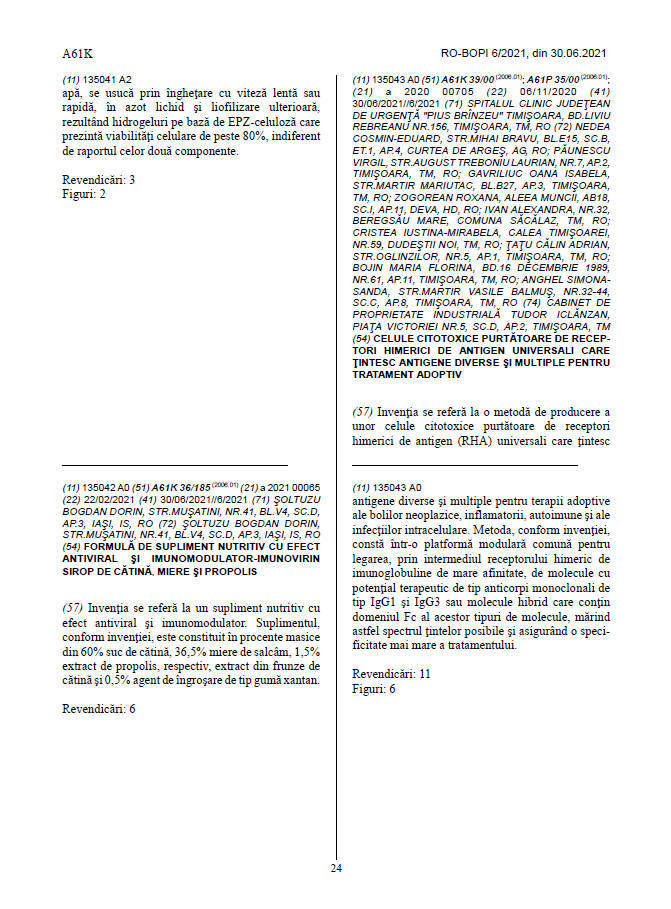 A61K
RO-BOPI 6/2021, din 30.06.2021
(11) 135041 A2
apă, se usucă prin îngheţare cu viteză lentă sau
rapidă, în azot lichid şi liofilizare ulterioară,
rezultând hidrogeluri pe bază de EPZ-celuloză care
prezintă viabilităţi celulare de peste 80%, indiferent
de raportul celor două componente.
Revendicări: 3
Figuri: 2
(11) 135042 A0 (51) A61K 36/185 (2006.01) (21) a 2021 00065
(22) 22/02/2021 (41) 30/06/2021//6/2021 (71) ŞOLTUZU
BOGDAN DORIN, STR.MUŞATINI, NR.41, BL.V4, SC.D,
AP.3, IAŞI, IS, RO (72) ŞOLTUZU BOGDAN DORIN,
STR.MUŞATINI, NR.41, BL.V4, SC.D, AP.3, IAŞI, IS, RO
(54) FORMULĂ DE SUPLIMENT NUTRITIV CU EFECT
ANTIVIRAL ŞI IMUNOMODULATOR-IMUNOVIRIN
SIROP DE CĂTINĂ, MIERE ŞI PROPOLIS
(57) Invenţia se referă la un supliment nutritiv cu
efect antiviral şi imunomodulator. Suplimentul,
conform invenţiei, este constituit în procente masice
din 60% suc de cătină, 36,5% miere de salcâm, 1,5%
extract de propolis, respectiv, extract din frunze de
cătină şi 0,5% agent de îngroşare de tip gumă xantan.
Revendicări: 6
(11) 135043 A0 (51) A61K 39/00 (2006.01); A61P 35/00 (2006.01);
(21) a 2020 00705 (22) 06/11/2020 (41)
30/06/2021//6/2021 (71) SPITALUL CLINIC JUDEŢEAN
DE URGENŢĂ "PIUS BRÎNZEU" TIMIŞOARA, BD.LIVIU
REBREANU NR.156, TIMIŞOARA, TM, RO (72) NEDEA
COSMIN-EDUARD, STR.MIHAI BRAVU, BL.E15, SC.B,
ET.1, AP.4, CURTEA DE ARGEŞ, AG, RO; PĂUNESCU
VIRGIL, STR.AUGUST TREBONIU LAURIAN, NR.7, AP.2,
TIMIŞOARA, TM, RO; GAVRILIUC OANA ISABELA,
STR.MARTIR MARIUTAC, BL.B27, AP.3, TIMIŞOARA,
TM, RO; ZOGOREAN ROXANA, ALEEA MUNCII, AB18,
SC.I, AP.11, DEVA, HD, RO; IVAN ALEXANDRA, NR.32,
BEREGSĂU MARE, COMUNA SĂCĂLAZ, TM, RO;
CRISTEA IUSTINA-MIRABELA, CALEA TIMIŞOAREI,
NR.59, DUDEŞTII NOI, TM, RO; ŢAŢU CĂLIN ADRIAN,
STR.OGLINZILOR, NR.5, AP.1, TIMIŞOARA, TM, RO;
BOJIN MARIA FLORINA, BD.16 DECEMBRIE 1989,
NR.61, AP.11, TIMIŞOARA, TM, RO; ANGHEL SIMONA-
SANDA, STR.MARTIR VASILE BALMUŞ, NR.32-44,
SC.C, AP.8, TIMIŞOARA, TM, RO (74) CABINET DE
PROPRIETATE INDUSTRIALĂ TUDOR ICLĂNZAN,
PIAŢA VICTORIEI NR.5, SC.D, AP.2, TIMIŞOARA, TM
(54) CELULE CITOTOXICE PURTĂTOARE DE RECEP-
TORI HIMERICI DE ANTIGEN UNIVERSALI CARE
ŢINTESC ANTIGENE DIVERSE ŞI MULTIPLE PENTRU
TRATAMENT ADOPTIV
(57) Invenţia se referă la o metodă de producere a
unor celule citotoxice purtătoare de receptori
himerici de antigen (RHA) universali care ţintesc
(11) 135043 A0
antigene diverse şi multiple pentru terapii adoptive
ale bolilor neoplazice, inflamatorii, autoimune şi ale
infecţiilor intracelulare. Metoda, conform invenţiei,
constă într-o platformă modulară comună pentru
legarea, prin intermediul receptorului himeric de
imunoglobuline de mare afinitate, de molecule cu
potenţial terapeutic de tip anticorpi monoclonali de
tip IgG1 şi IgG3 sau molecule hibrid care conţin
domeniul Fc al acestor tipuri de molecule, mărind
astfel spectrul ţintelor posibile şi asigurând o speci-
ficitate mai mare a tratamentului.
Revendicări: 11
Figuri: 6
24